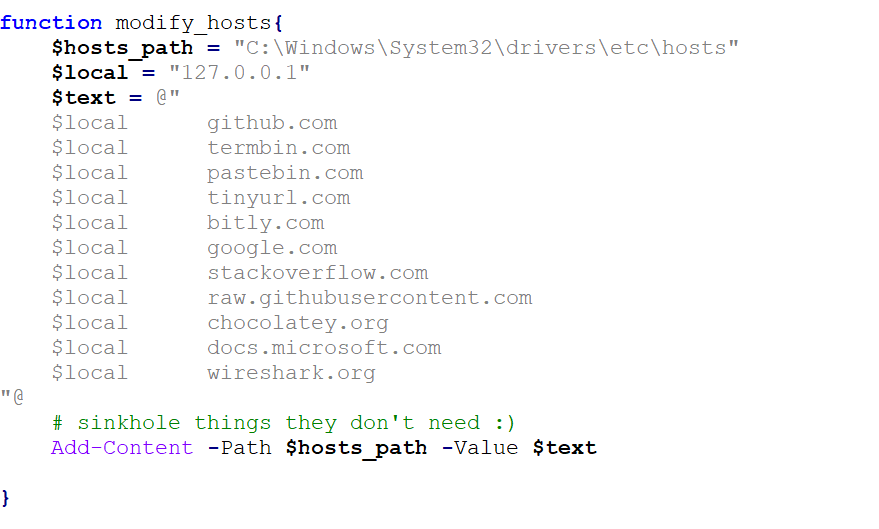 function modify_hosts{
    $hosts_path = "C:\Windows\System32\drivers\etc\hosts"
    $local = "127.0.0.1"
    $text = @"
    $local      github.com
    $local      termbin.com
    $local      pastebin.com
    $local      tinyurl.com
    $local      bitly.com
    $local      google.com
    $local      stackoverflow.com
    $local      raw.githubusercontent.com
    $local      chocolatey.org
    $local      docs.microsoft.com
    $local      wireshark.org
"@
    # sinkhole things they don't need :)
    Add-Content -Path $hosts_path -Value $text
}